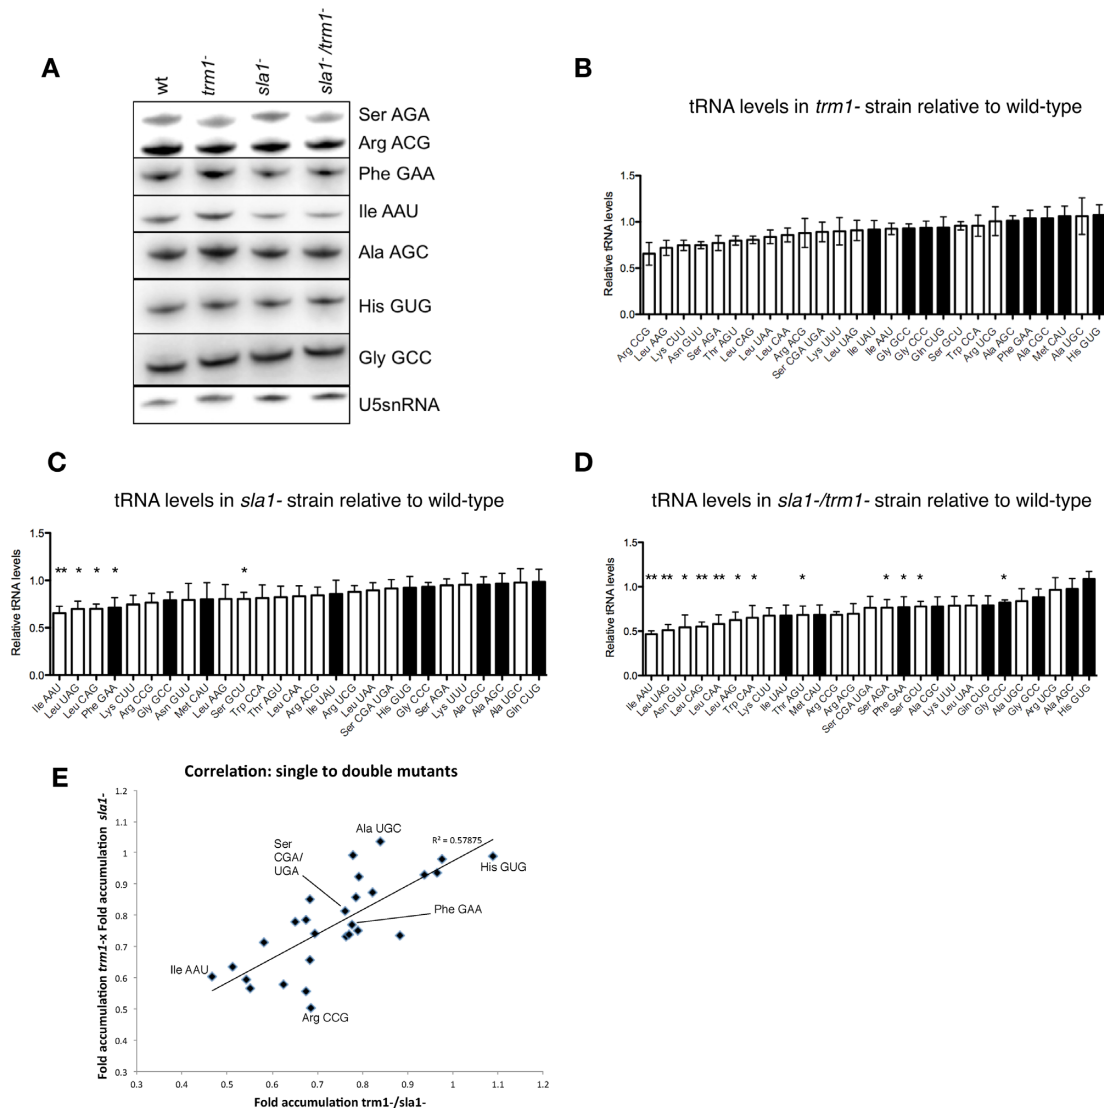 A
wt
trm1-
sla1-
sla1-/trm1-
Ser AGA
Arg ACG
Phe GAA
Ile AAU
Ala AGC
His GUG
Gly GCC
U5snRNA
B
tRNA levels in trm1- strain relative to wild-type
Relative tRNA levels
1.5
1.0
0.5
0.0
Arg CCG
Leu AAG
Lys CUU
Asn GUU
Ser AGA
Thr AGU
Leu CAG
Leu UAA
Leu CAA
Arg ACG
Ser CGA UGA
Lys UUU
Leu UAG
Ile UAU
Ile AAU
Gly GCC
Gly CCC
Gln CUG
Ser GCU
Trp CCA
Arg UCG
Ala AGC
Phe GAA
Ala CGC
Met CAU
Ala UGC
His GUG
C
tRNA levels in sla1- strain relative to wild-type
Relative tRNA levels
1.5
1.0
0.5
0.0
** * * * *
Ile AAU
Leu UAG
Leu CAG
Phe GAA
Lys CUU
Arg CCG
Gly GCC
Asn GUU
Met CAU
Leu AAG
Ser GCU
Trp CCA
Thr AGU
Leu CAA
Arg ACG
Ile UAU
Arg UCG
Leu UAA
Ser CGA UGA
His GUG
Gly CCC
Ser AGA
Lys UUU
Ala CGC
Ala AGC
Ala UGC
Gln CUG
D
tRNA levels in sla1-/trm1- strain relative to wild-type
Relative tRNA levels
1.5
1.0
0.5
0.0
** ** * ** ** * * * * * * *
Ile AAU
Leu UAG
Asn GUU
Leu CAG
Leu CAA
Leu AAG
Trp CCA
Lys CUU
Ile UAU
Thr AGU
Met CAU
Arg CCG
Arg ACG
Ser CGA UGA
Ser AGA
Phe GAA
Ser GCU
Ala CGC
Lys UUU
Leu UAA
Gln CUG
Gly CCC
Ala UGC
Gly GCC
Arg UCG
Ala AGC
His GUG
E
Correlation: single to double mutants
Fold accumulation trm1-x Fold accumulation sla1-
1.2
1.1
1
0.9
0.8
0.7
0.6
0.5
0.4
0.3
Ala UGC
R² = 0.57875
Ser
CGA/
UGA
His GUG
Phe GAA
Ile AAU
Arg CCG
0.3 0.4 0.5 0.6 0.7 0.8 0.9 1 1.1 1.2
Fold accumulation trm1-/sla1-